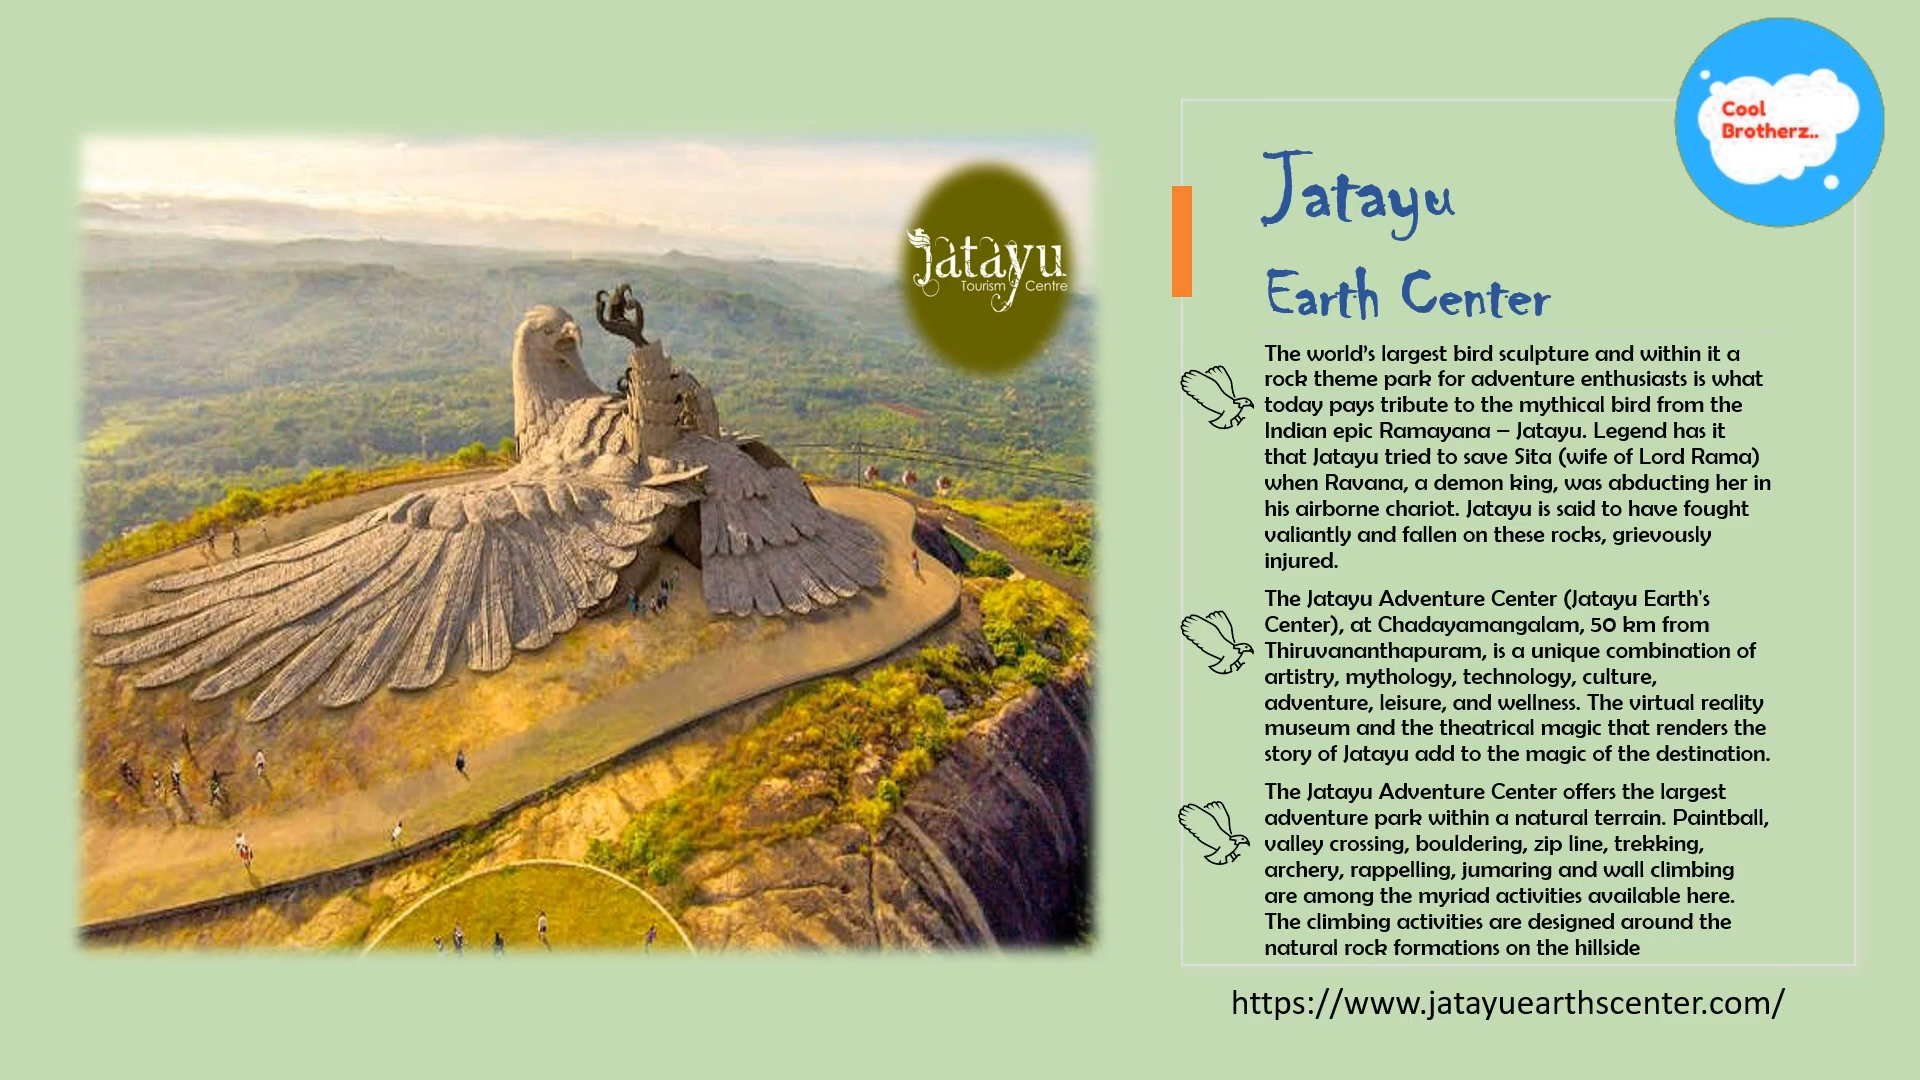 Cool
Brotherz..
Jatayu
Tourism Centre
Jatayu
Earth Center
The world’s largest bird sculpture and within it a
rock theme park for adventure enthusiasts is what
today pays tribute to the mythical bird from the
Indian epic Ramayana – Jatayu. Legend has it
that Jatayu tried to save Sita (wife of Lord Rama)
when Ravana, a demon king, was abducting her in
his airborne chariot. Jatayu is said to have fought
valiantly and fallen on these rocks, grievously
injured.
The Jatayu Adventure Center (Jatayu Earth's
Center), at Chadayamangalam, 50 km from
Thiruvananthapuram, is a unique combination of
artistry, mythology, technology, culture,
adventure, leisure, and wellness. The virtual reality
museum and the theatrical magic that renders the
story of Jatayu add to the magic of the destination.
The Jatayu Adventure Center offers the largest
adventure park within a natural terrain. Paintball,
valley crossing, bouldering, zip line, trekking,
archery, rappelling, jumaring and wall climbing
are among the myriad activities available here.
The climbing activities are designed around the
natural rock formations on the hillside
https://www.jatayuearthscenter.com/